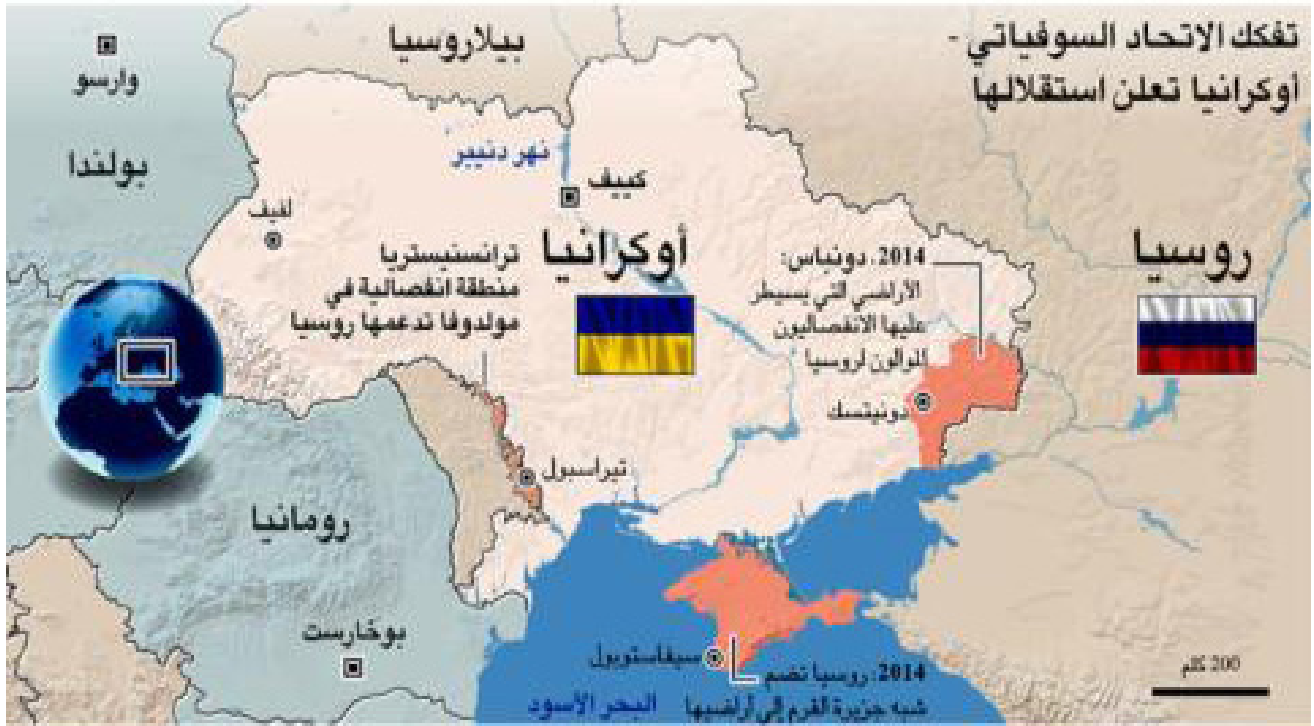 تفكك الاتحاد السوفياتي -
أوكرانيا تعلن استقلالها
بيلاروسيا
وارسو
بولندا
نهر دنيبر
كييف
لفيف
أوكرانيا
روسيا
ترانسنيستريا
منطقة انفصالية في
مولدوفا تدعمها روسيا
2014، دونباس:
الأراضي التي يسيطر
عليها الانفصاليون
الموالون لروسيا
دونيتسك
تيراسبول
رومانيا
بوخارست
سيفاستوبول
2014: روسيا تضم
شبه جزيرة القرم إلى أراضيها
البحر الأسود
200 كلم